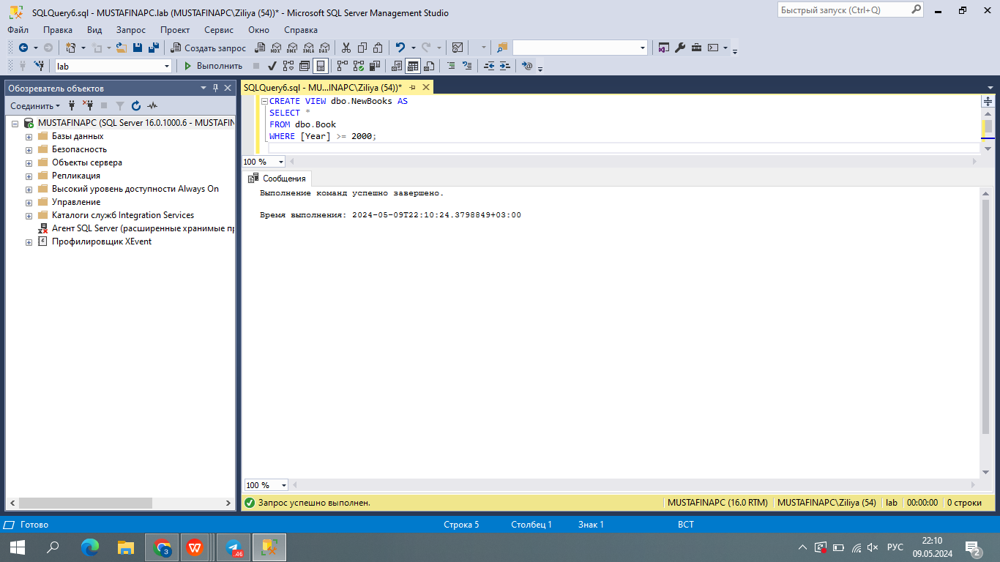 SQLQuery6.sql - MUSTAFINAPC.lab (MUSTAFINAPC\Ziliya (54))* - Microsoft SQL Server Management Studio
Быстрый запуск (Ctrl+Q)
Файл Правка Вид Запрос Проект Сервис Окно Справка
Создать запрос MDX DMX XMLA DAX
lab Выполнить
Обозреватель объектов
SQLQuery6.sql - MU...INAPC\Ziliya (54))*
Соединить
MUSTAFINAPC (SQL Server 16.0.1000.6 - MUSTAFIN
Базы данных
Безопасность
Объекты сервера
Репликация
Высокий уровень доступности Always On
Управление
Каталоги служб Integration Services
Агент SQL Server (расширенные хранимые пр
Профилировщик XEvent
CREATE VIEW dbo.NewBooks AS
SELECT *
FROM dbo.Book
WHERE [Year] >= 2000;
100 %
Сообщения
Выполнение команд успешно завершено.
Время выполнения: 2024-05-09T22:10:24.3798849+03:00
100 %
Запрос успешно выполнен. MUSTAFINAPC (16.0 RTM) MUSTAFINAPC\Ziliya (54) lab 00:00:00 0 строки
Готово Строка 5 Столбец 1 Знак 1 ВСТ
3 W .46 РУС 22:10
09.05.2024 2